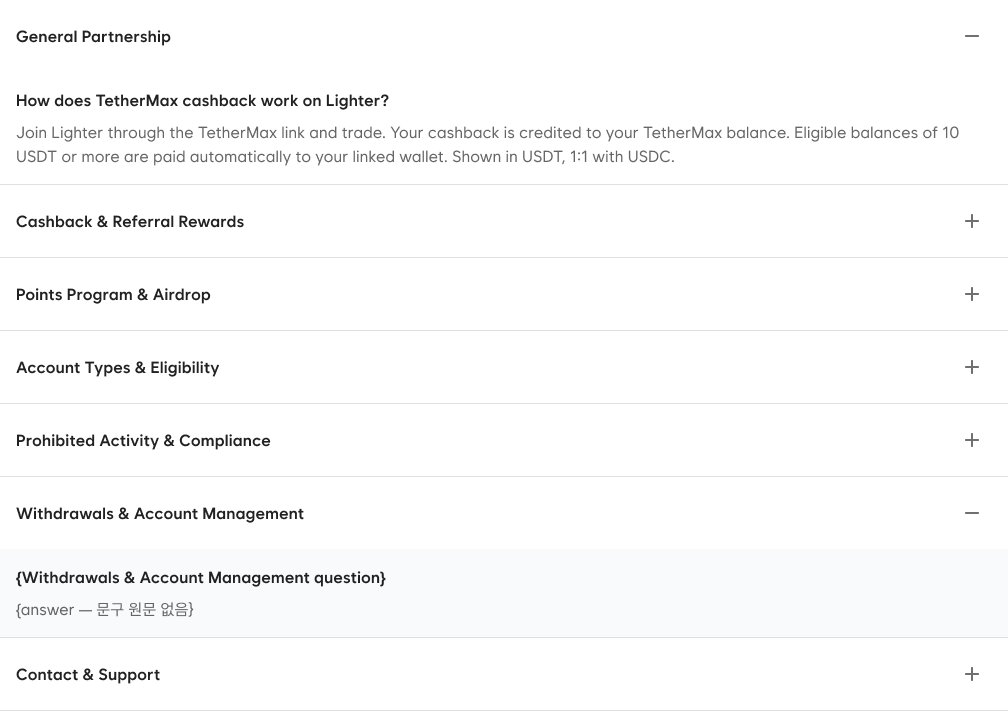 General Partnership
How does TetherMax cashback work on Lighter?
Join Lighter through the TetherMax link and trade. Your cashback is credited to your TetherMax balance. Eligible balances of 10
USDT or more are paid automatically to your linked wallet. Shown in USDT, 1:1 with USDC.
Cashback & Referral Rewards
Points Program & Airdrop
Account Types & Eligibility
Prohibited Activity & Compliance
Withdrawals & Account Management
{Withdrawals & Account Management question}
{answer — 문구 원문 없음}
Contact & Support